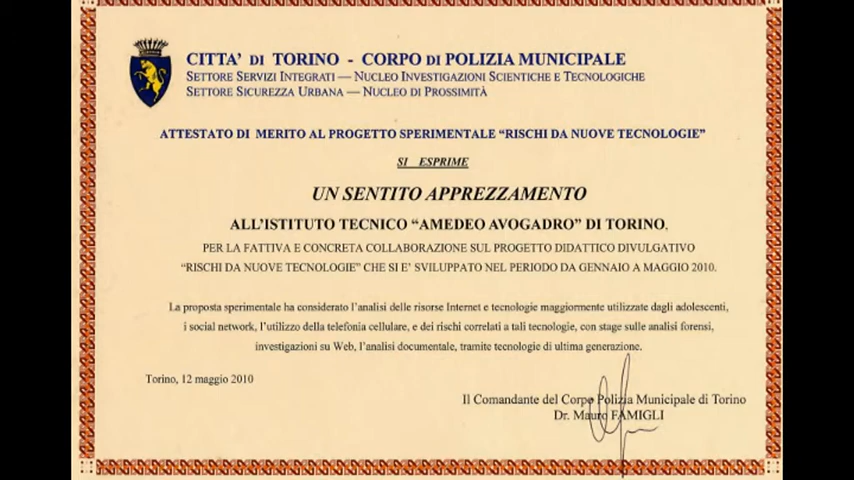 CITTA' DI TORINO - CORPO DI POLIZIA MUNICIPALE
SETTORE SERVIZI INTEGRATI — NUCLEO INVESTIGAZIONI SCIENTICHE E TECNOLOGICHE
SETTORE SICUREZZA URBANA — NUCLEO DI PROSSIMITÀ
ATTESTATO DI MERITO AL PROGETTO SPERIMENTALE “RISCHI DA NUOVE TECNOLOGIE”
SI ESPRIME
UN SENTITO APPREZZAMENTO
ALL'ISTITUTO TECNICO “AMEDEO AVOGADRO” DI TORINO,
PER LA FATTIVA E CONCRETA COLLABORAZIONE SUL PROGETTO DIDATTICO DIVULGATIVO
“RISCHI DA NUOVE TECNOLOGIE” CHE SI E' SVILUPPATO NEL PERIODO DA GENNAIO A MAGGIO 2010.
La proposta sperimentale ha considerato l'analisi delle risorse Internet e tecnologie maggiormente utilizzate dagli adolescenti,
i social network, l'utilizzo della telefonia cellulare, e dei rischi correlati a tali tecnologie, con stage sulle analisi forensi,
investigazioni su Web, l'analisi documentale, tramite tecnologie di ultima generazione.
Torino, 12 maggio 2010
Il Comandante del Corpo Polizia Municipale di Torino
Dr. Mauro FAMIGLI